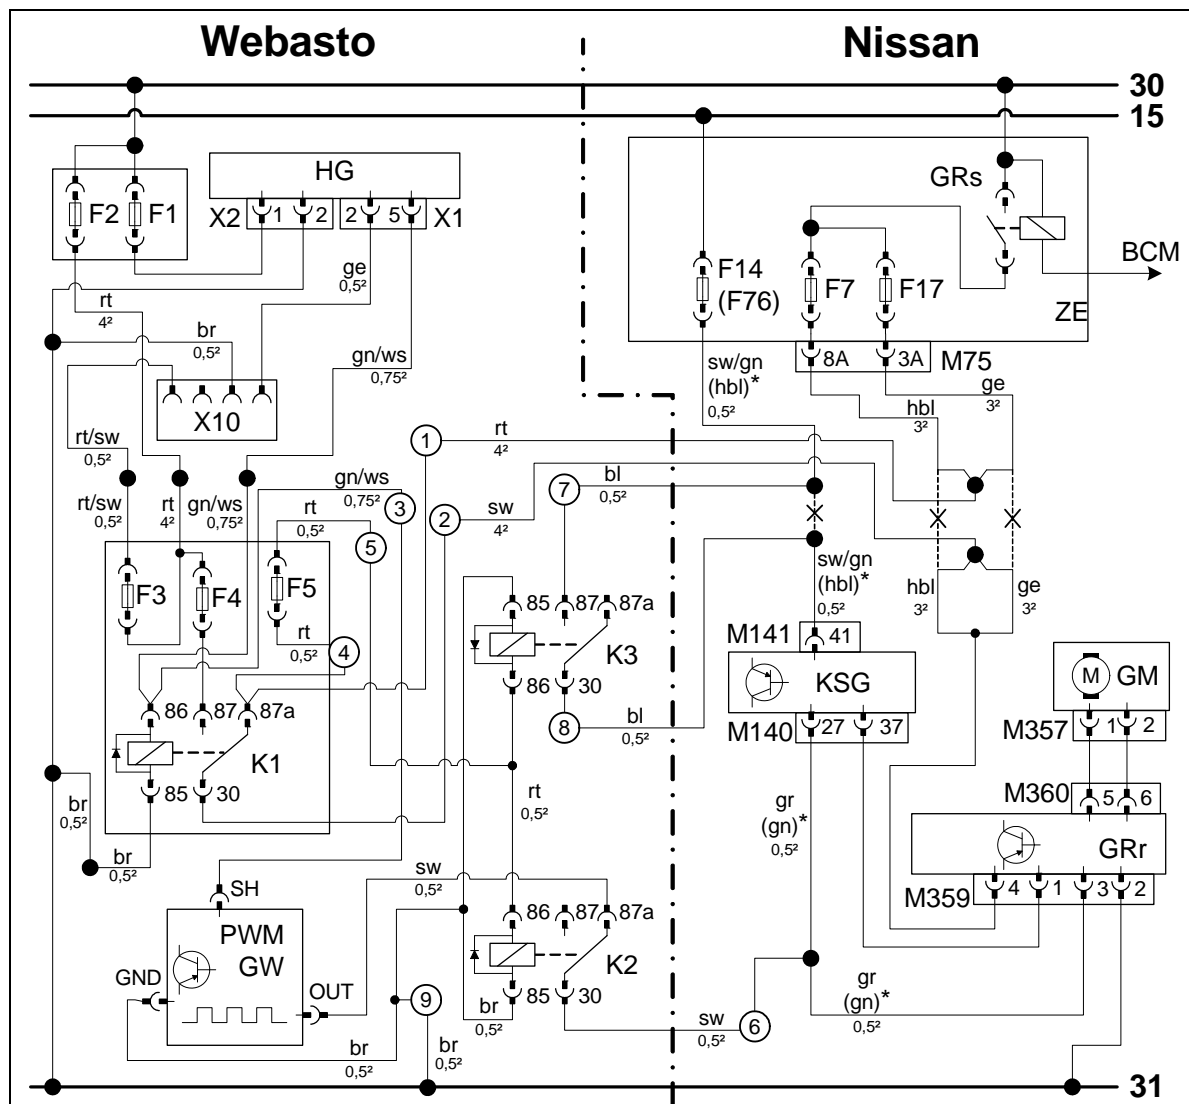 Webasto
Nissan
30
15
HG
GRs
BCM
F2
F1
X2
1
2
2
5
X1
ge
0,5²
F14
(F76)
F7
F17
ZE
rt
4²
br
0,5²
gn/ws
0,75²
sw/gn
(hbl)*
0,5²
8A
3A
M75
hbl
3²
ge
3²
X10
rt/sw
0,5²
1
rt
4²
gn/ws
0,75²
3
7
bl
0,5²
rt/sw
0,5²
rt
4²
gn/ws
0,75²
rt
0,5²
5
2
sw
4²
sw/gn
(hbl)*
0,5²
hbl
3²
ge
3²
F3
F4
F5
rt
0,5²
4
85
87
87a
K3
86
30
M141
41
KSG
M
GM
86
87
87a
8
bl
0,5²
M140
27
37
M357
1
2
K1
85
30
br
0,5²
rt
0,5²
gr
(gn)*
0,5²
M360
5
6
GRr
br
0,5²
SH
sw
0,5²
M359
4
1
3
2
PWM
GW
GND
OUT
86
87
87a
K2
85
30
9
br
0,5²
gr
(gn)*
0,5²
br
0,5²
br
0,5²
sw
0,5²
6
31